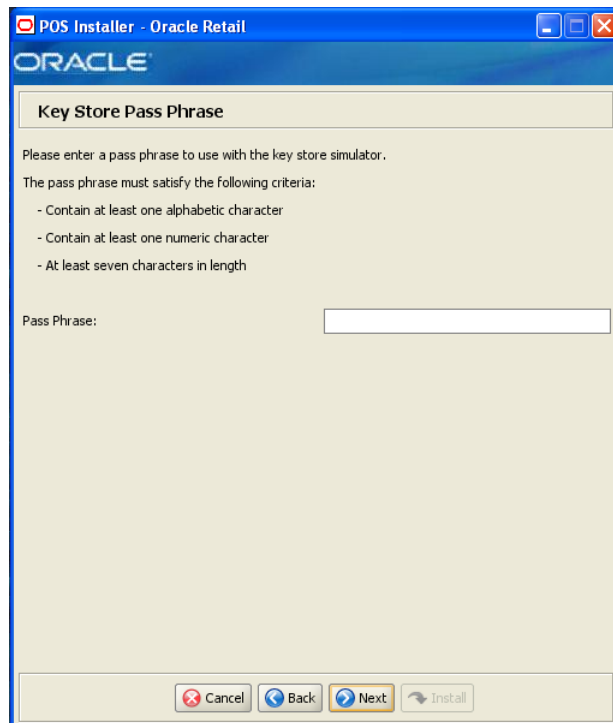 POS Installer - Oracle Retail
ORACLE
Key Store Pass Phrase
Please enter a pass phrase to use with the key store simulator.
The pass phrase must satisfy the following criteria:
- Contain at least one alphabetic character
- Contain at least one numeric character
- At least seven characters in length
Pass Phrase:
Cancel Back Next Install